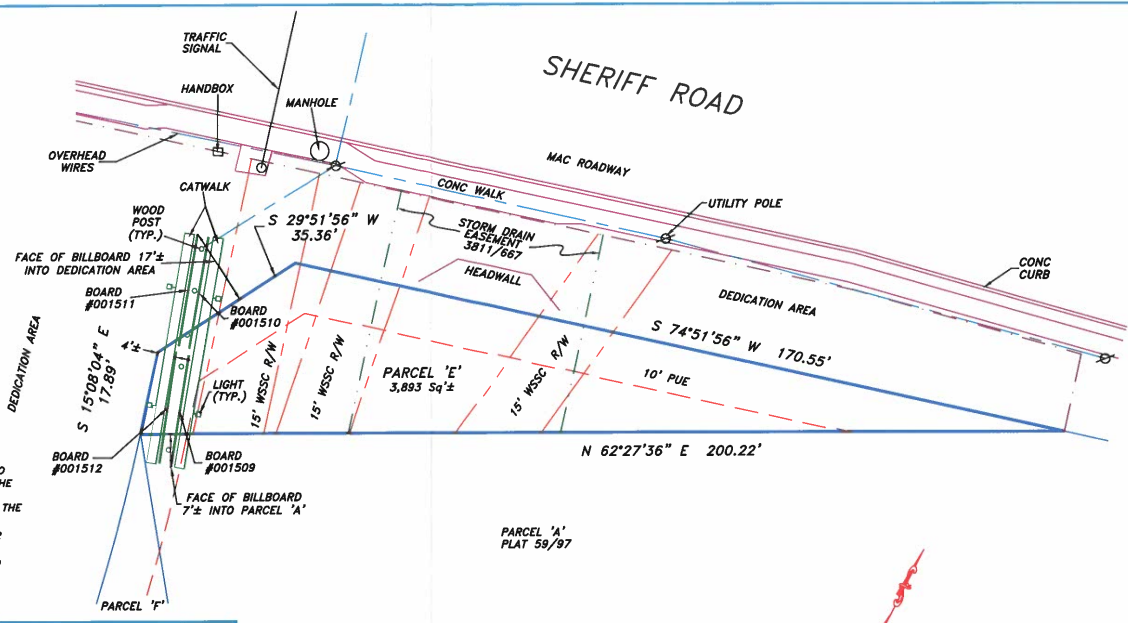 TRAFFIC
SIGNAL
SHERIFF ROAD
HANDBOX
MANHOLE
MAC ROADWAY
OVERHEAD
WIRES
CONC WALK
CATWALK
UTILITY POLE
WOOD
POST
(TYP.)
S 29°51'56" W
35.36'
STORM DRAIN
EASEMENT
3811/667
FACE OF BILLBOARD 17'±
INTO DEDICATION AREA
HEADWALL
CONC
CURB
BOARD
#001511
BOARD
#001510
DEDICATION AREA
DEDICATION AREA
S 74°51'56" W 170.55'
4'±
S 15°08'04" E
17.89'
15' WSSC R/W
15' WSSC R/W
PARCEL 'E'
3,893 Sq'±
15' WSSC R/W
10' PUE
LIGHT
(TYP.)
N 62°27'36" E 200.22'
BOARD
#001512
BOARD
#001509
HE
THE
FACE OF BILLBOARD
7'± INTO PARCEL 'A'
PARCEL 'A'
PLAT 59/97
PARCEL 'F'